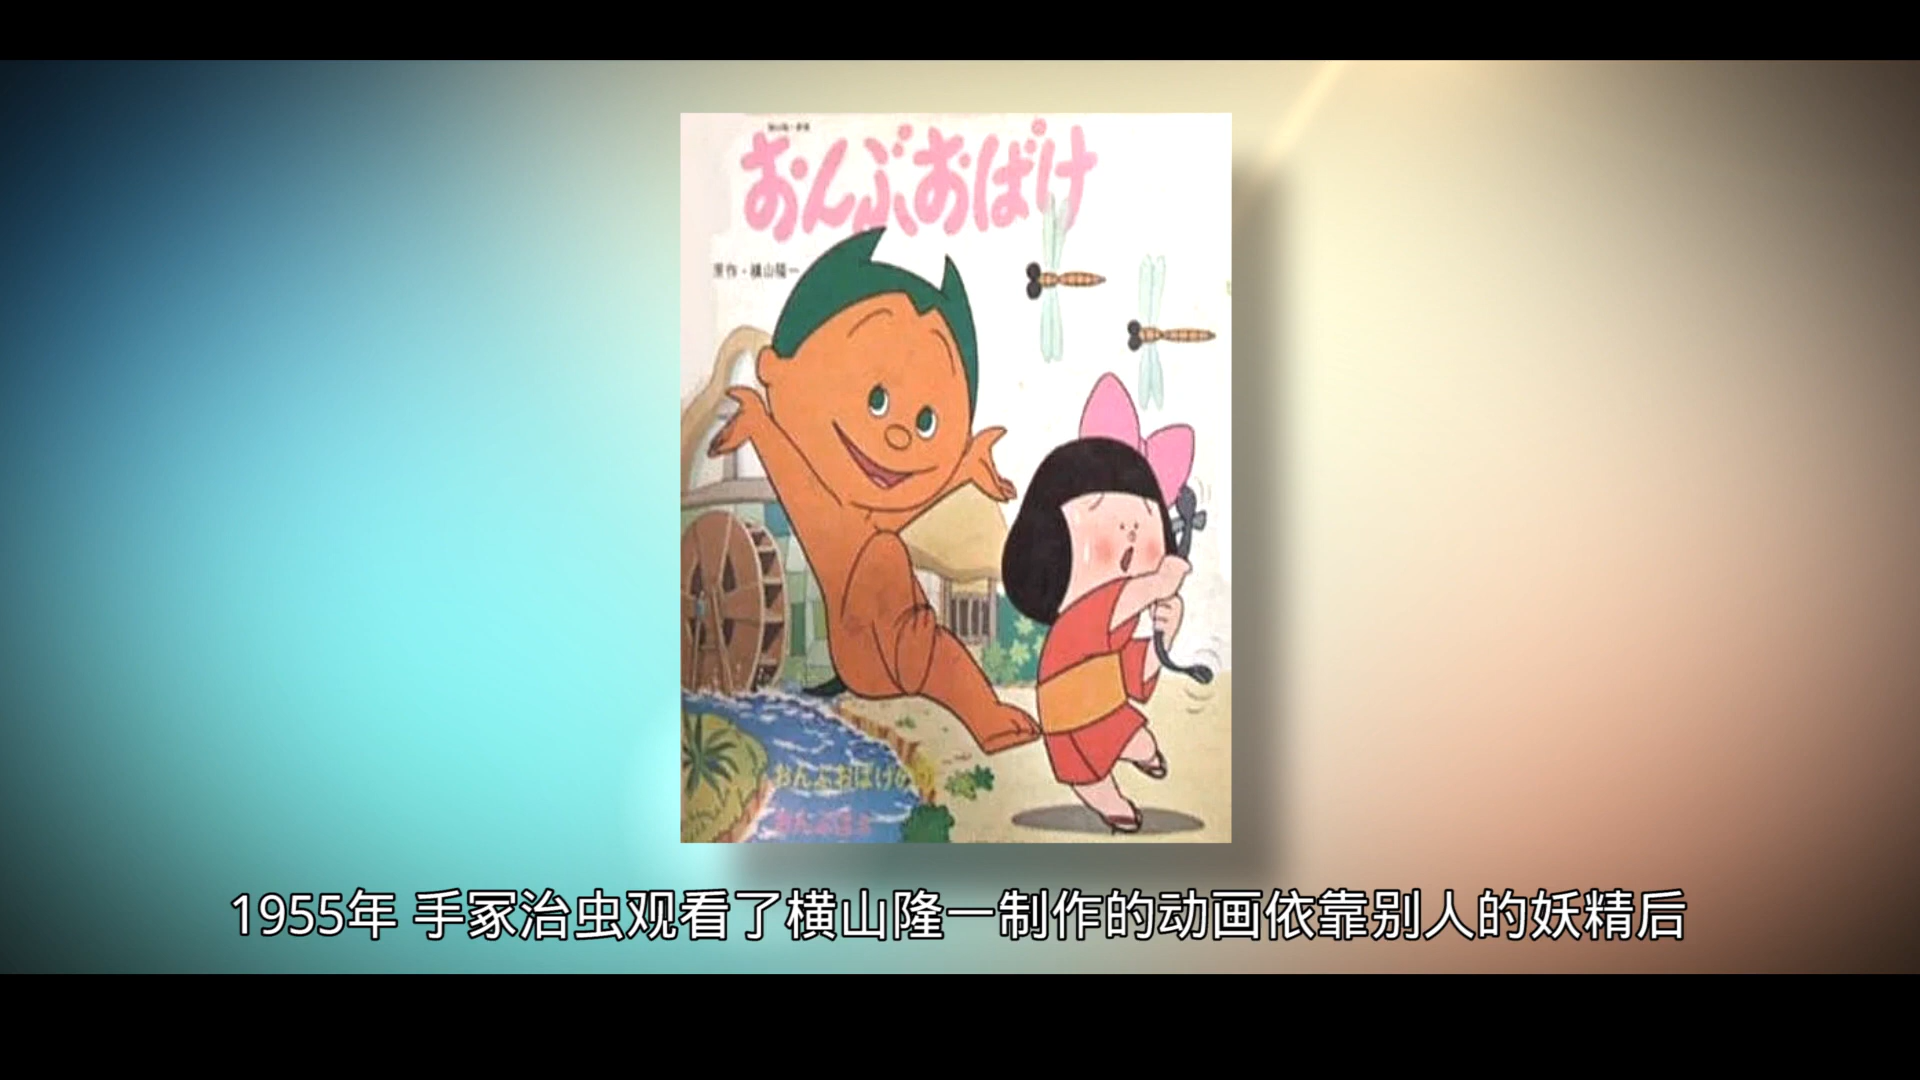 おんぶおばけ
原作・横山隆一
1955年 手冢治虫观看了横山隆一制作的动画依靠别人的妖精后